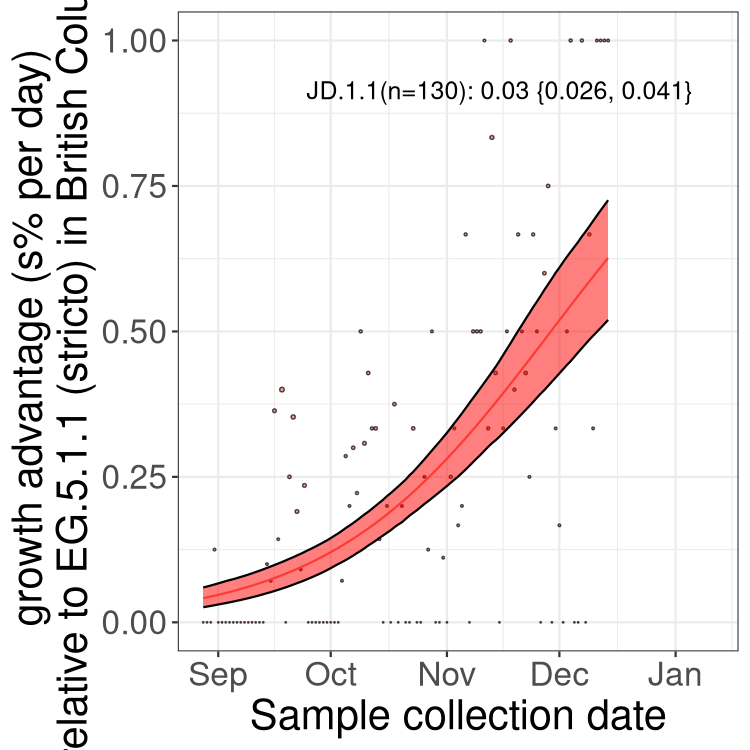 growth advantage (s% per day)
relative to EG.5.1.1 (stricto) in British
1.00
0.75
0.50
0.25
0.00
JD.1.1(n=130): 0.03 {0.026, 0.041}
Sep Oct Nov Dec Jan
Sample collection date